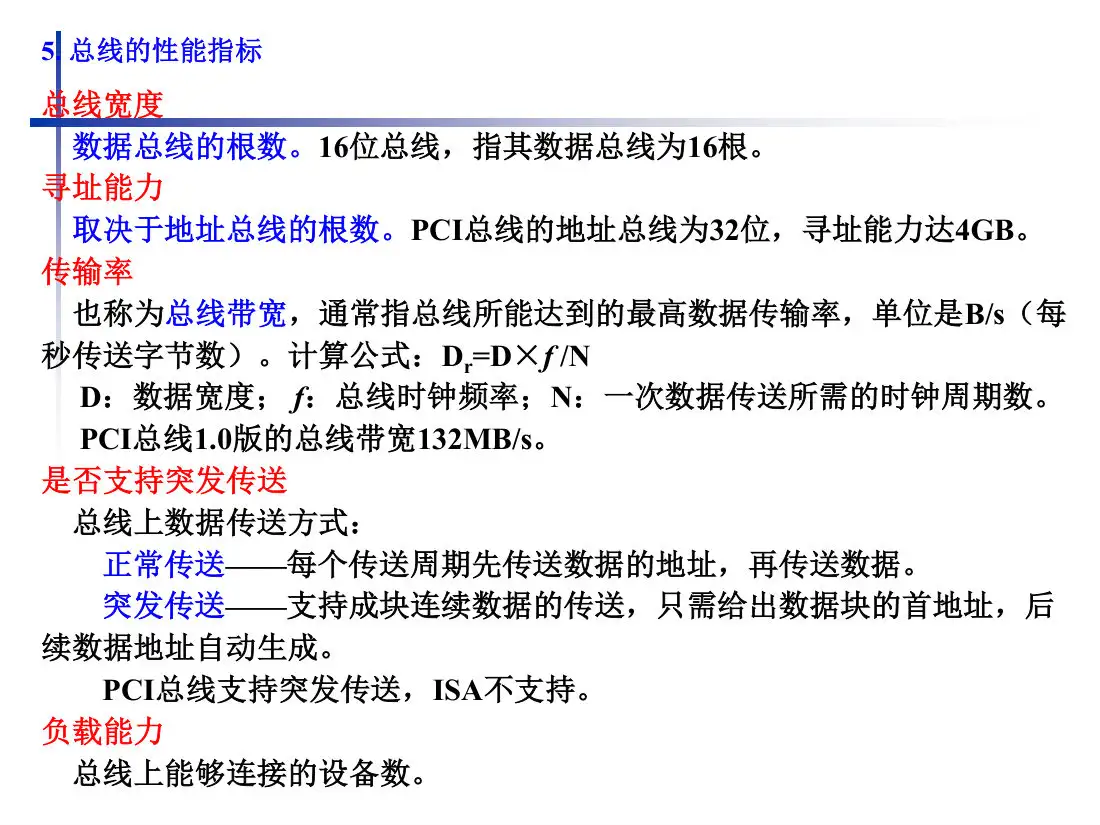 5. 总线的性能指标
总线宽度
数据总线的根数。16位总线，指其数据总线为16根。
寻址能力
取决于地址总线的根数。PCI总线的地址总线为32位，寻址能力达4GB。
传输率
也称为总线带宽，通常指总线所能达到的最高数据传输率，单位是B/s（每
秒传送字节数）。计算公式：Dr=D×f /N
D：数据宽度； f：总线时钟频率；N：一次数据传送所需的时钟周期数。
PCI总线1.0版的总线带宽132MB/s。
是否支持突发传送
总线上数据传送方式：
正常传送——每个传送周期先传送数据的地址，再传送数据。
突发传送——支持成块连续数据的传送，只需给出数据块的首地址，后
续数据地址自动生成。
PCI总线支持突发传送，ISA不支持。
负载能力
总线上能够连接的设备数。